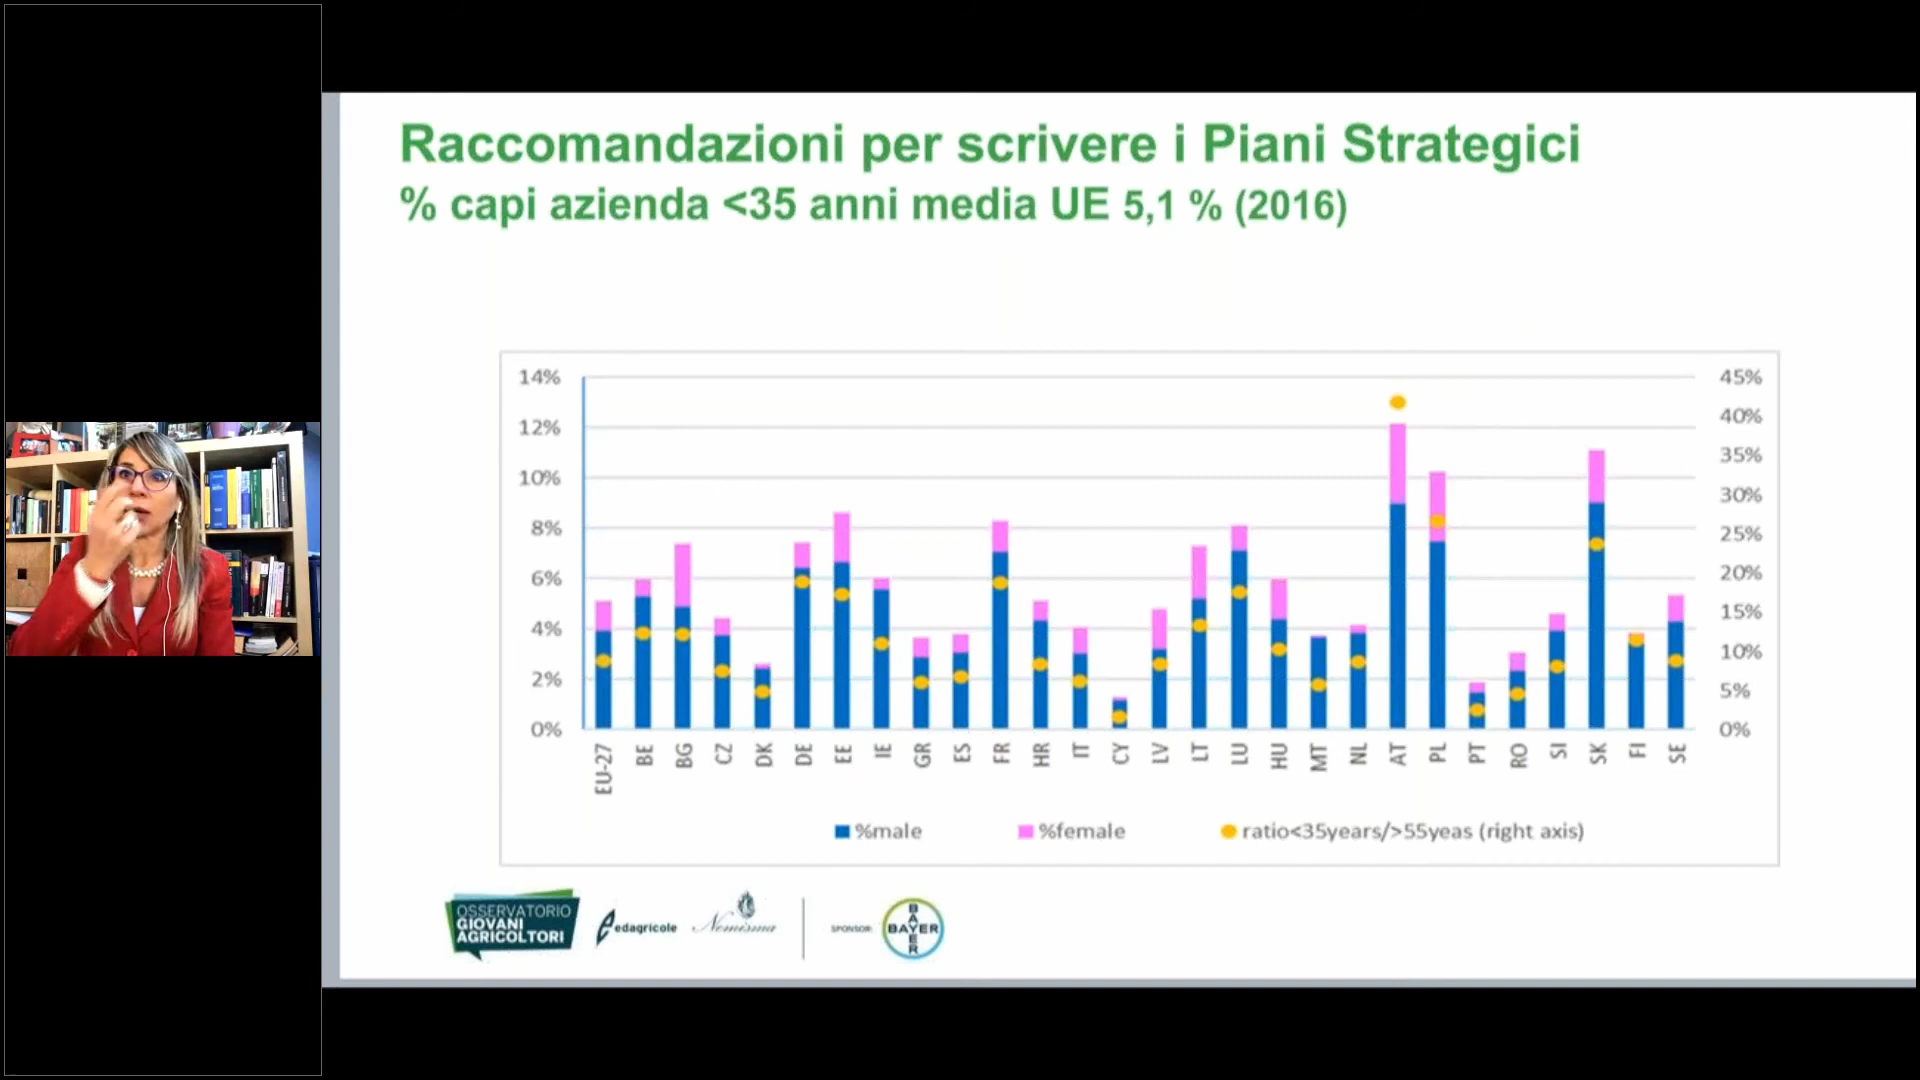 Raccomandazioni per scrivere i Piani Strategici
% capi azienda <35 anni media UE 5,1 % (2016)
14%
12%
10%
8%
6%
4%
2%
0%
45%
40%
35%
30%
25%
20%
15%
10%
5%
0%
EU-27 BE BG CZ DK DE EE IE GR ES FR HR IT CY LV LT LU HU MT NL AT PL PT RO SI SK FI SE
%male %female ratio<35years/>55yeas (right axis)
OSSERVATORIO
GIOVANI
AGRICOLTORI
edagricole
Nomisma
SPONSOR:
BAYER
BAYER